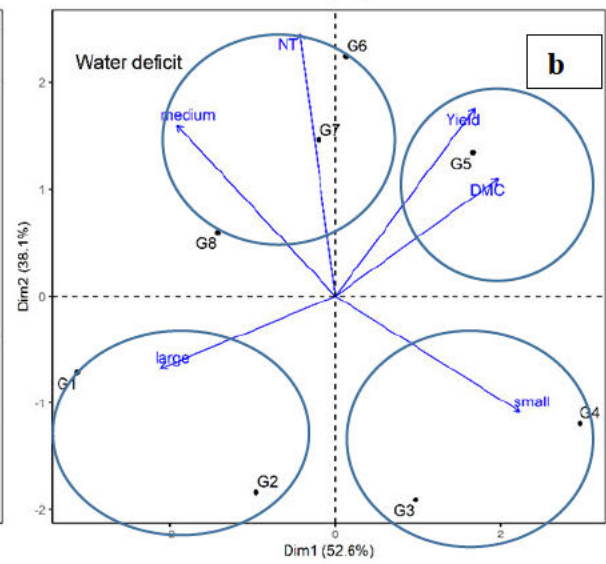 b
Water deficit
NT
G6
medium
G7
Yield
G5
DMC
G8
large
G1
small
G4
G2
G3
2
1
0
-1
-2
Dim2 (38.1%)
0
2
Dim1 (52.6%)